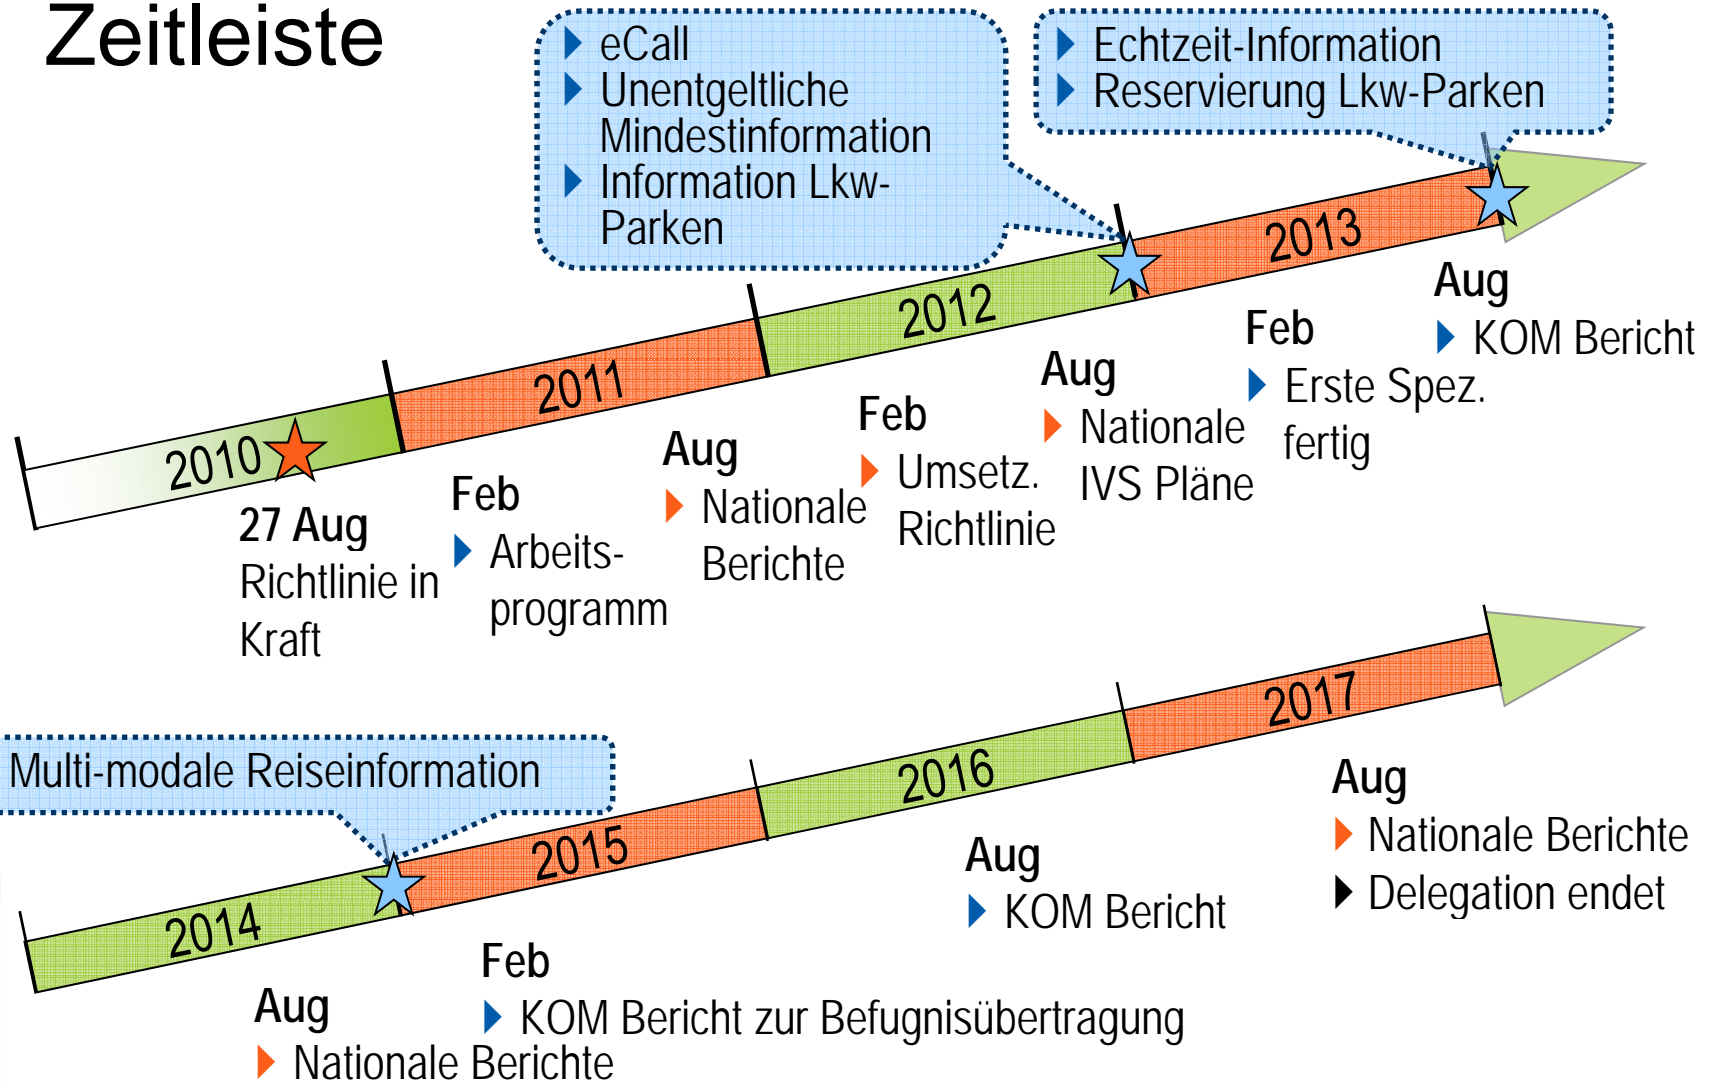 Zeitleiste
eCall
Unentgeltliche
Mindestinformation
Information Lkw-
Parken
Echtzeit-Information
Reservierung Lkw-Parken
2010
2011
2012
2013
27 Aug
Richtlinie in
Kraft
Feb
Arbeits-
programm
Aug
Nationale
Berichte
Feb
Umsetz.
Richtlinie
Aug
Nationale
IVS Pläne
Feb
Erste Spez.
fertig
Aug
KOM Bericht
Multi-modale Reiseinformation
2014
2015
2016
2017
Aug
Nationale Berichte
Feb
KOM Bericht zur Befugnisübertragung
Aug
KOM Bericht
Aug
Nationale Berichte
Delegation endet